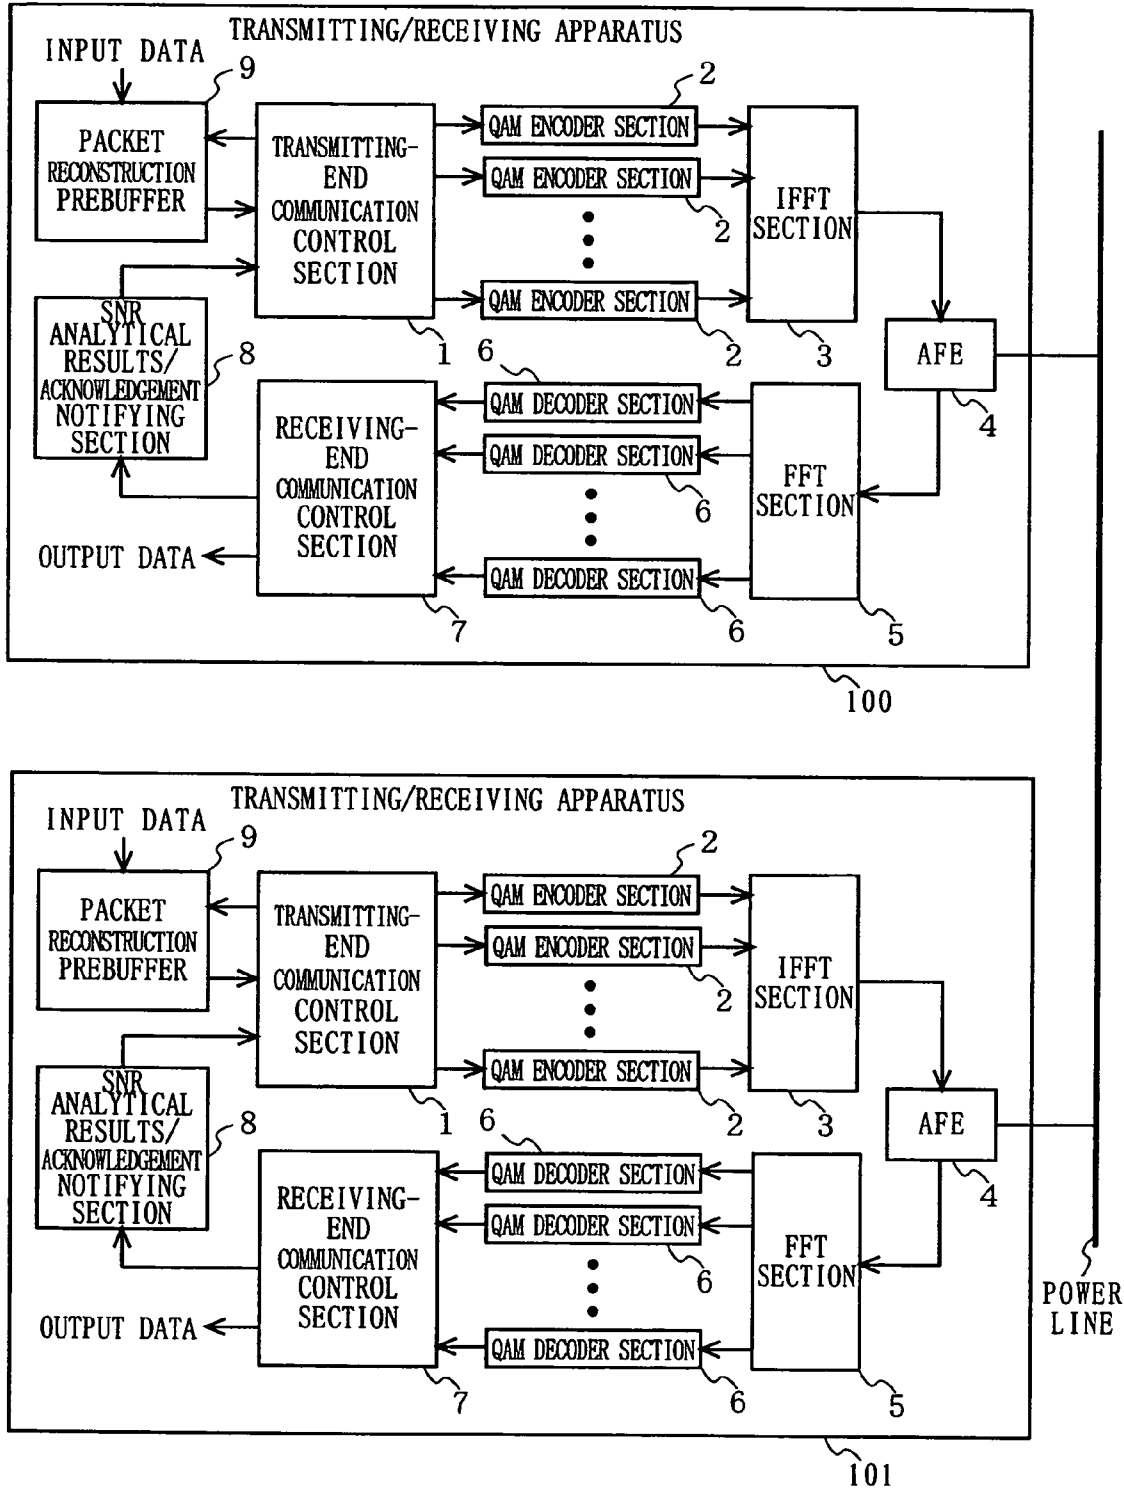 TRANSMITTING/RECEIVING APPARATUS
INPUT DATA
9
PACKET
RECONSTRUCTION
PREBUFFER
TRANSMITTING-
END
COMMUNICATION
CONTROL
SECTION
1
2
QAM ENCODER SECTION
QAM ENCODER SECTION
2
QAM ENCODER SECTION
2
IFFT
SECTION
3
AFE
4
SNR
ANALYTICAL
RESULTS/
ACKNOWLEDGEMENT
NOTIFYING
SECTION
8
RECEIVING-
END
COMMUNICATION
CONTROL
SECTION
7
6
QAM DECODER SECTION
QAM DECODER SECTION
6
QAM DECODER SECTION
6
FFT
SECTION
5
OUTPUT DATA
100
TRANSMITTING/RECEIVING APPARATUS
INPUT DATA
9
PACKET
RECONSTRUCTION
PREBUFFER
TRANSMITTING-
END
COMMUNICATION
CONTROL
SECTION
1
2
QAM ENCODER SECTION
QAM ENCODER SECTION
2
QAM ENCODER SECTION
2
IFFT
SECTION
3
AFE
4
SNR
ANALYTICAL
RESULTS/
ACKNOWLEDGEMENT
NOTIFYING
SECTION
8
RECEIVING-
END
COMMUNICATION
CONTROL
SECTION
7
6
QAM DECODER SECTION
QAM DECODER SECTION
6
QAM DECODER SECTION
6
FFT
SECTION
5
OUTPUT DATA
POWER
LINE
101